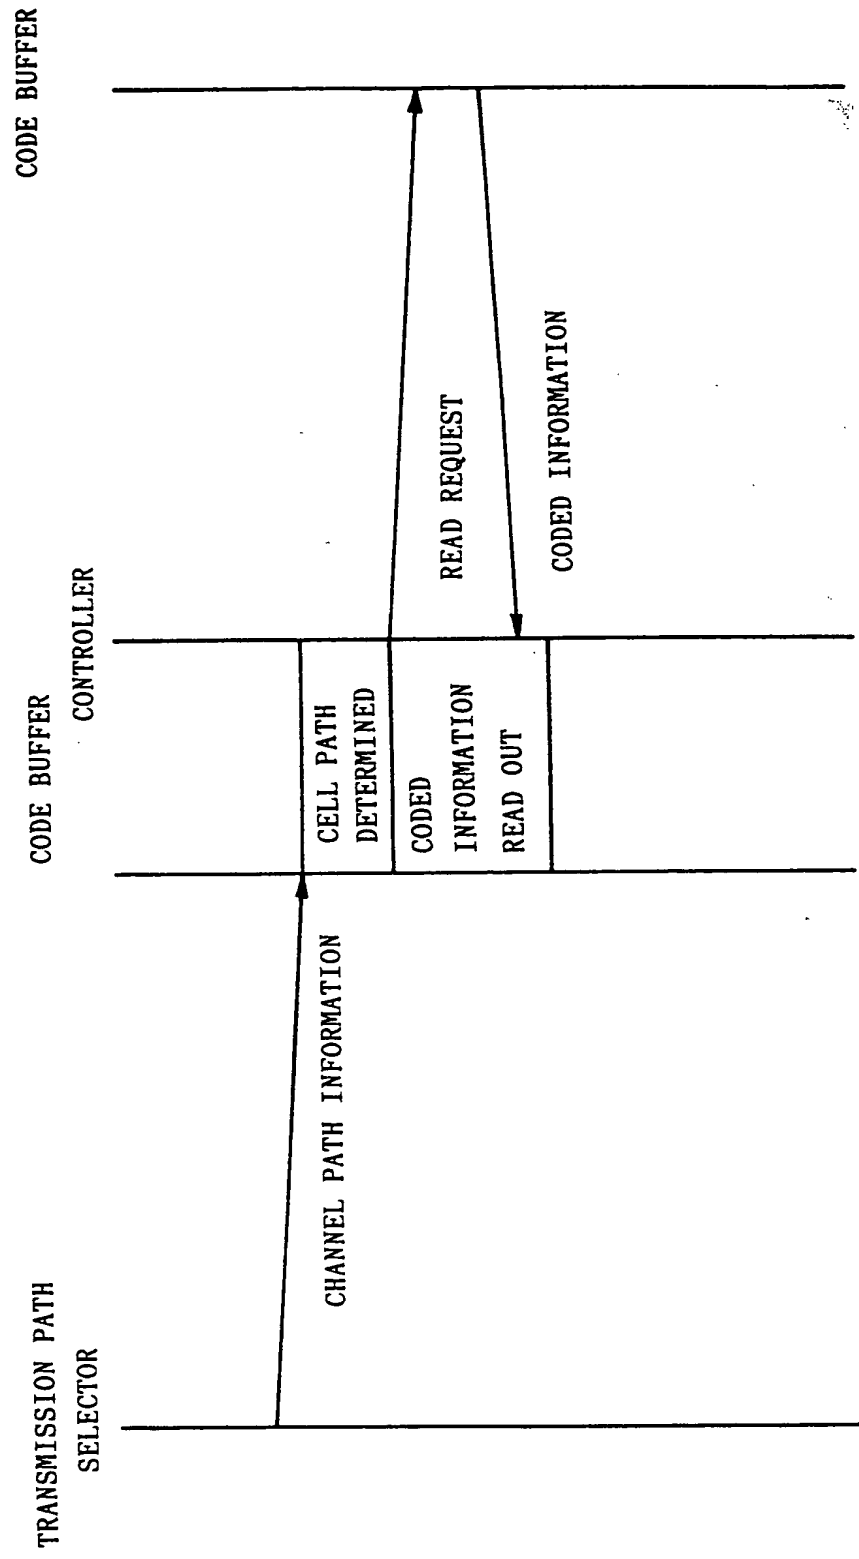 TRANSMISSION PATH
SELECTOR
CODE BUFFER
CONTROLLER
CODE BUFFER
CHANNEL PATH INFORMATION
CELL PATH
DETERMINED
CODED
INFORMATION
READ OUT
READ REQUEST
CODED INFORMATION